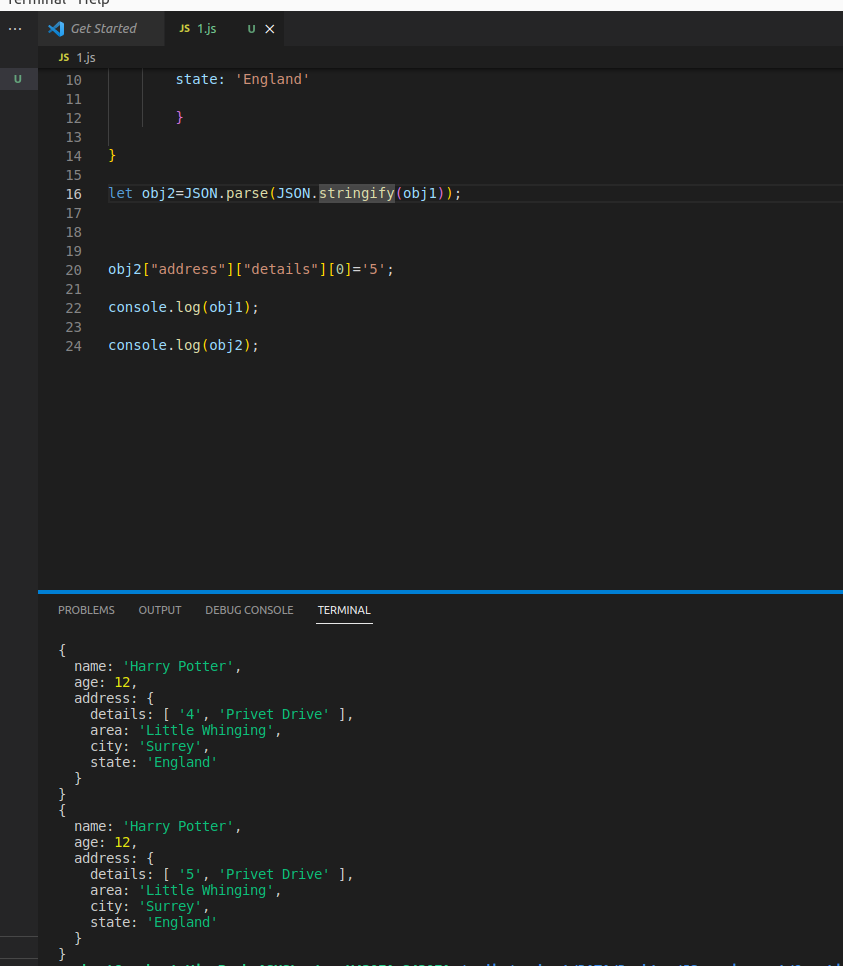 Terminal Help
... Get Started JS 1.js U ×
JS 1.js
U
10 state: 'England'
11
12 }
13
14 }
15
16 let obj2=JSON.parse(JSON.stringify(obj1));
17
18
19
20 obj2["address"]["details"][0]='5';
21
22 console.log(obj1);
23
24 console.log(obj2);
PROBLEMS OUTPUT DEBUG CONSOLE TERMINAL
{
name: 'Harry Potter',
age: 12,
address: {
details: [ '4', 'Privet Drive' ],
area: 'Little Whinging',
city: 'Surrey',
state: 'England'
}
}
{
name: 'Harry Potter',
age: 12,
address: {
details: [ '5', 'Privet Drive' ],
area: 'Little Whinging',
city: 'Surrey',
state: 'England'
}
}